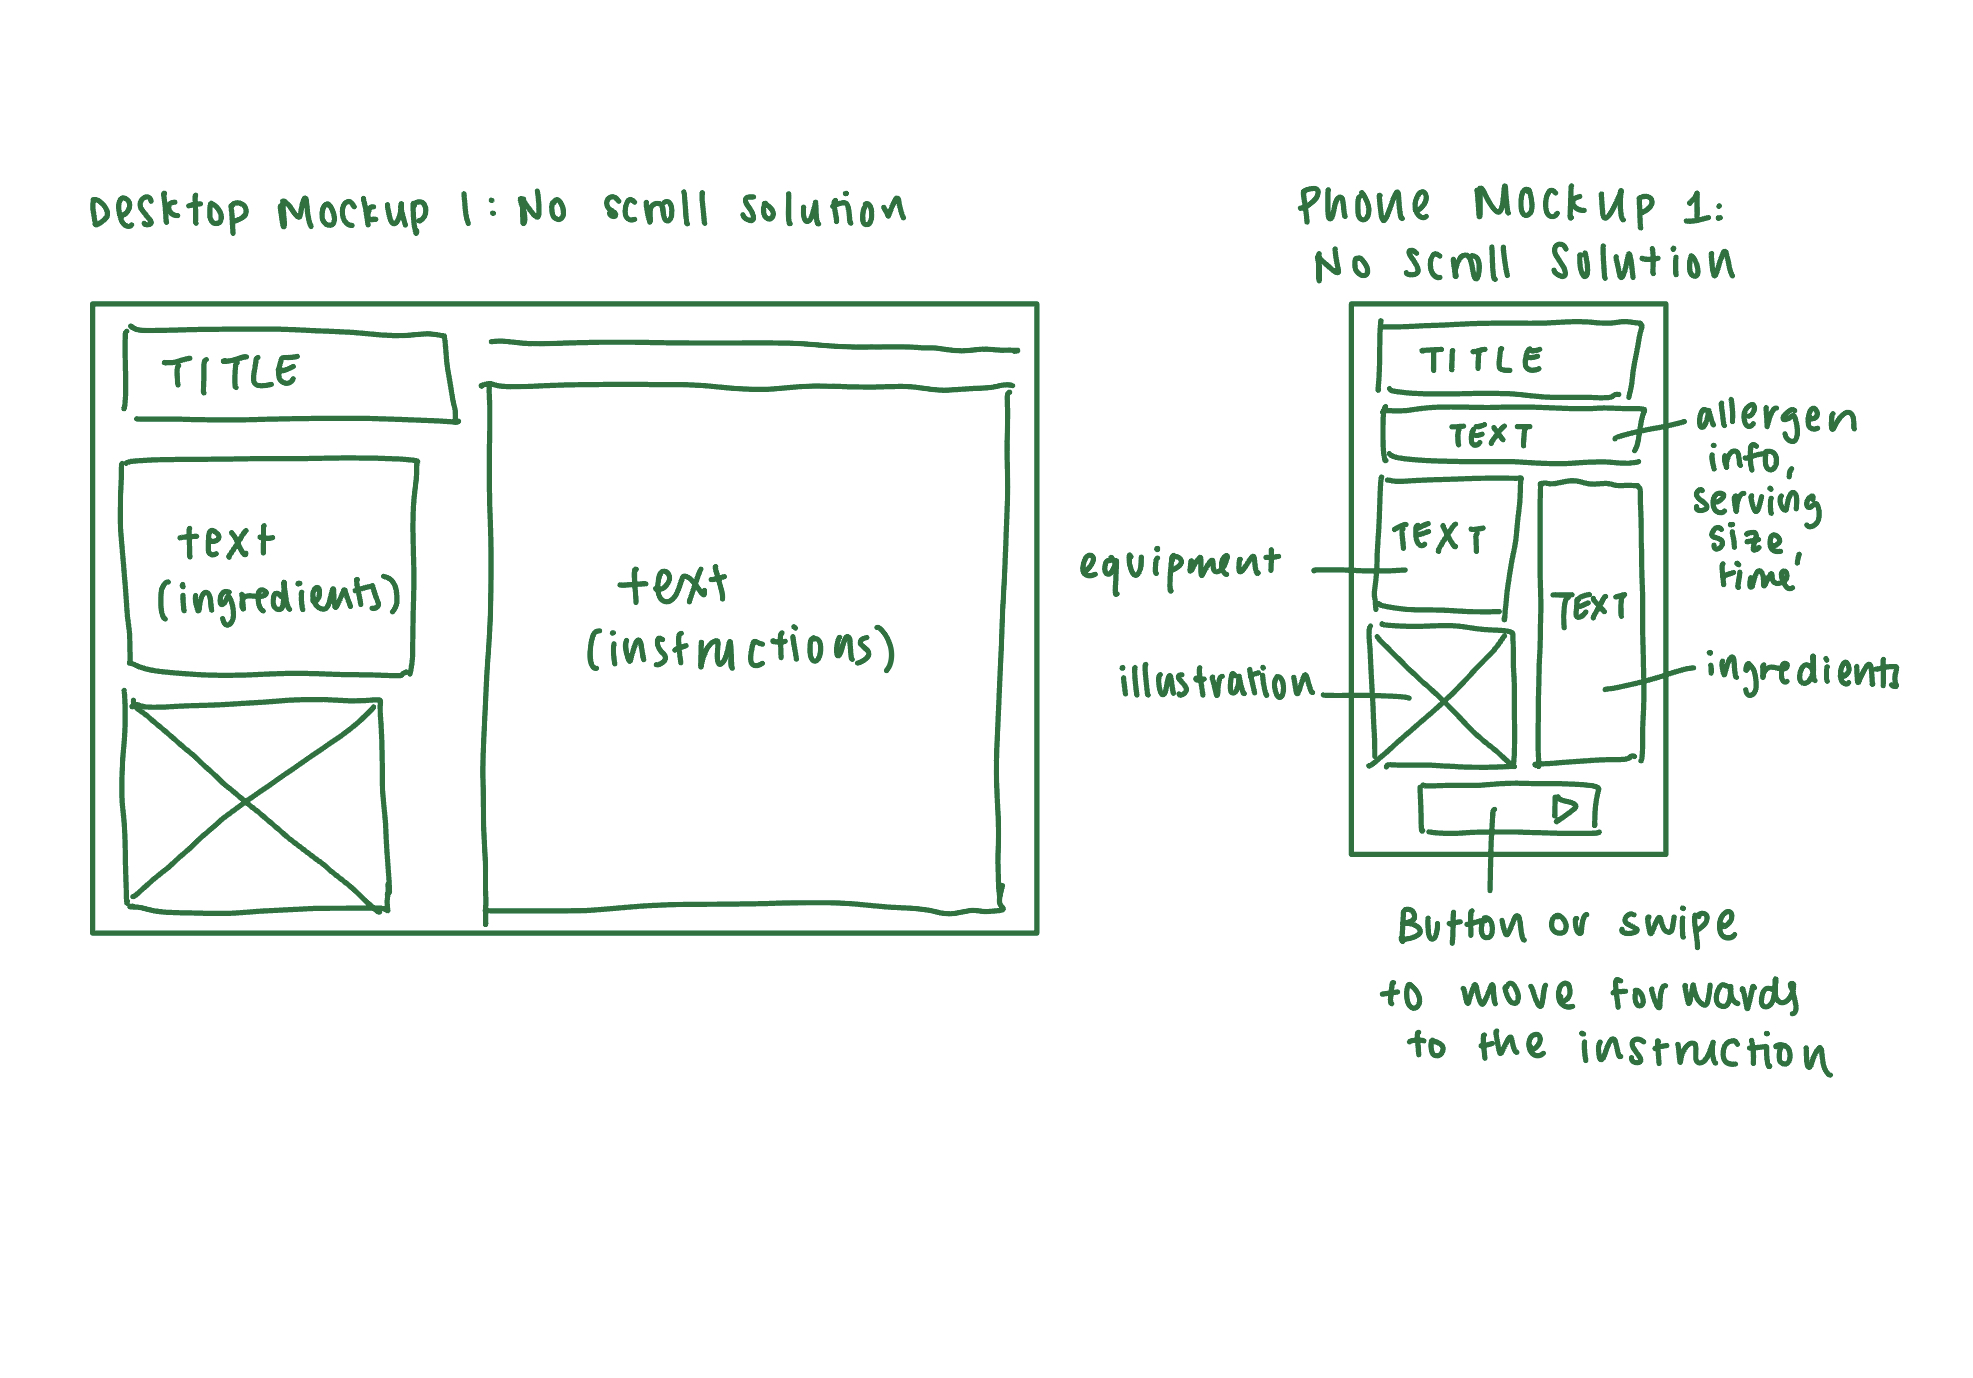 Desktop Mockup 1: No scroll solution
TITLE
text
(ingredients)
text
(instructions)
Phone Mockup 1:
No scroll Solution
TITLE
TEXT
allergen
info,
serving
size,
time
TEXT
equipment
TEXT
illustration
ingredients
Button or swipe
to move forwards
to the instruction